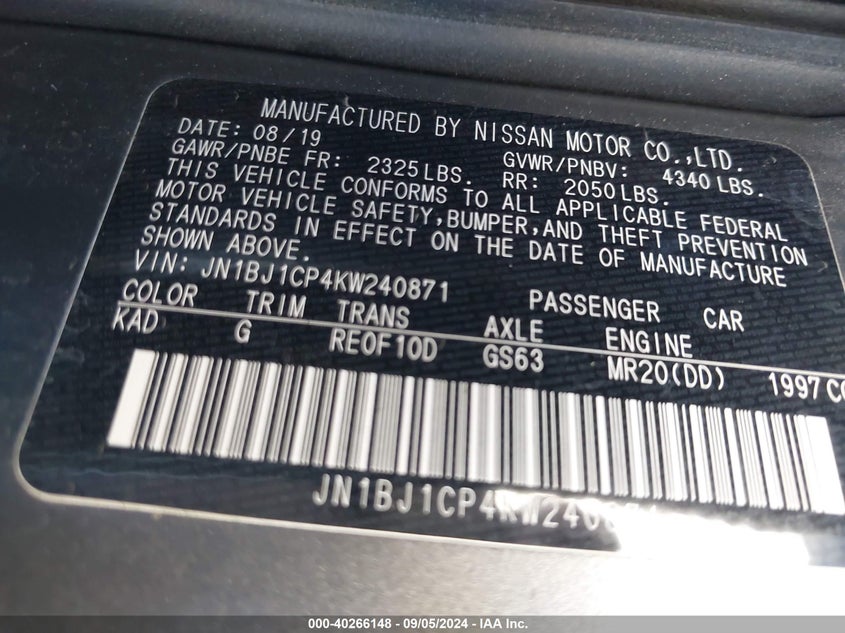 MANUFACTURED BY NISSAN MOTOR CO.,LTD.
DATE: 08/19
GAWR/PNBE FR: 2325LBS. GVWR/PNBV: 4340LBS.
RR: 2050LBS.
THIS VEHICLE CONFORMS TO ALL APPLICABLE FEDERAL
MOTOR VEHICLE SAFETY,BUMPER,AND THEFT PREVENTION
STANDARDS IN EFFECT ON THE DATE OF MANUFACTURE
SHOWN ABOVE.
VIN: JN1BJ1CP4KW240871 PASSENGER CAR
COLOR TRIM TRANS AXLE ENGINE
KAD G RE0F10D GS63 MR20(DD) 1997
JN1BJ1CP4KW240871
000-40266148 - 09/05/2024 - IAA Inc.